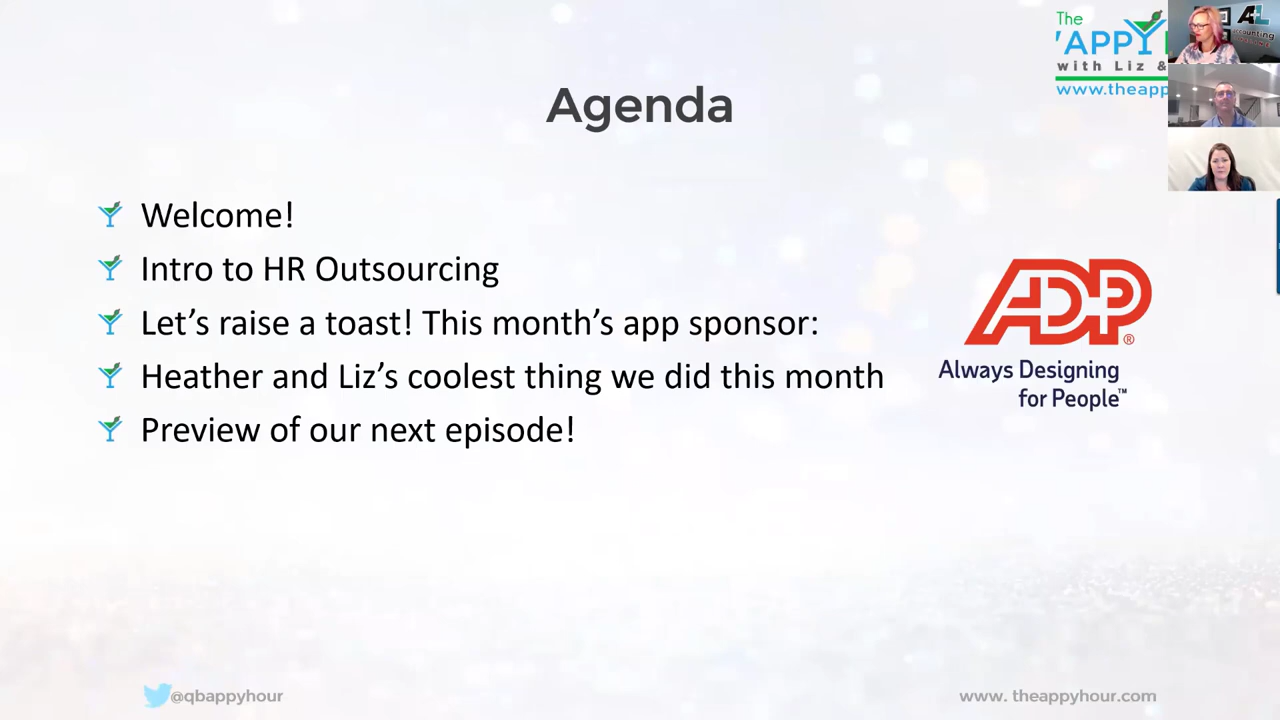 The
'APPY
with Liz &
www.theapp
Agenda
Welcome!
Intro to HR Outsourcing
Let’s raise a toast! This month’s app sponsor:
Heather and Liz’s coolest thing we did this month
Preview of our next episode!
ADP®
Always Designing
for People™
@qbappyhour
www. theappyhour.com